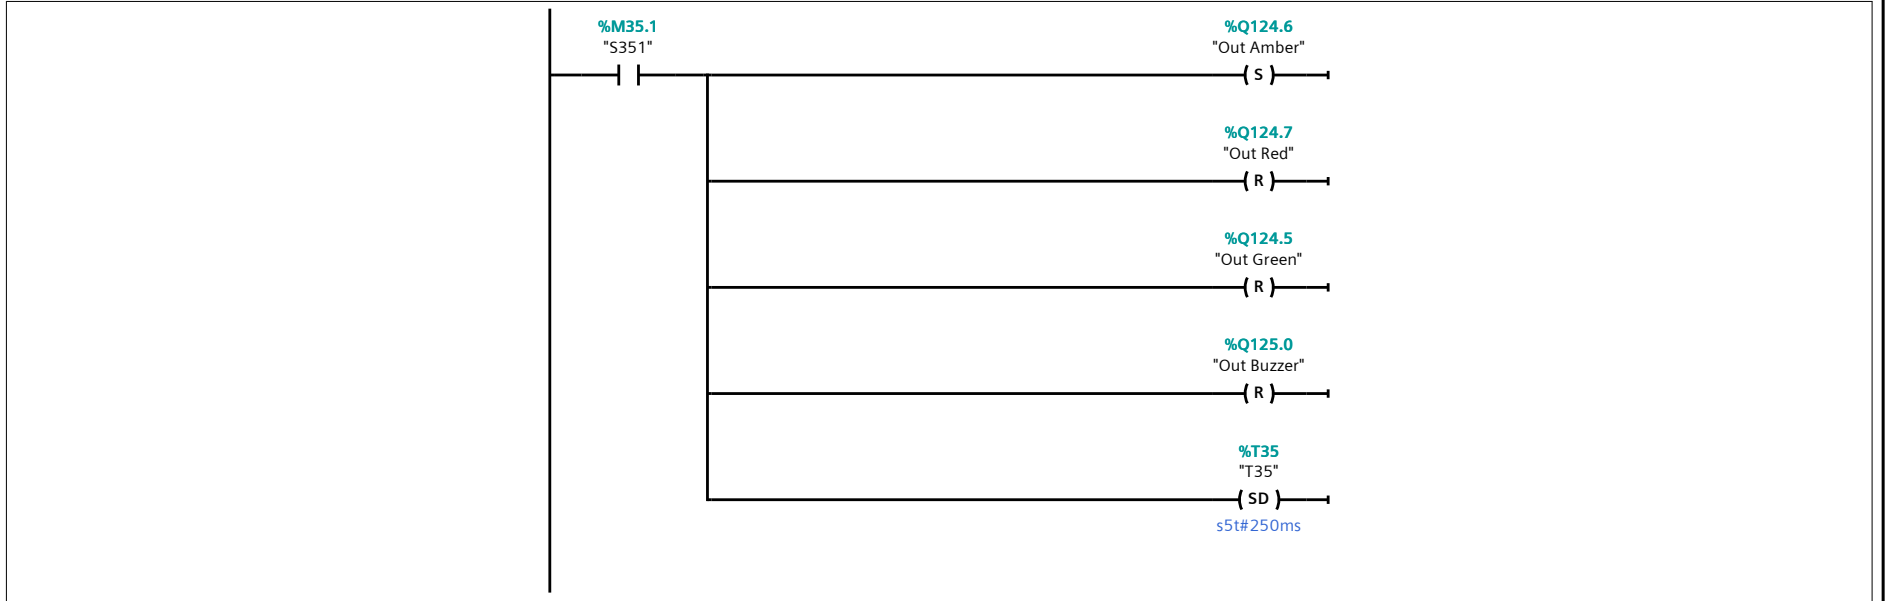 %M35.1
"S351"
%Q124.6
"Out Amber"
( S )
%Q124.7
"Out Red"
( R )
%Q124.5
"Out Green"
( R )
%Q125.0
"Out Buzzer"
( R )
%T35
"T35"
( SD )
s5t#250ms